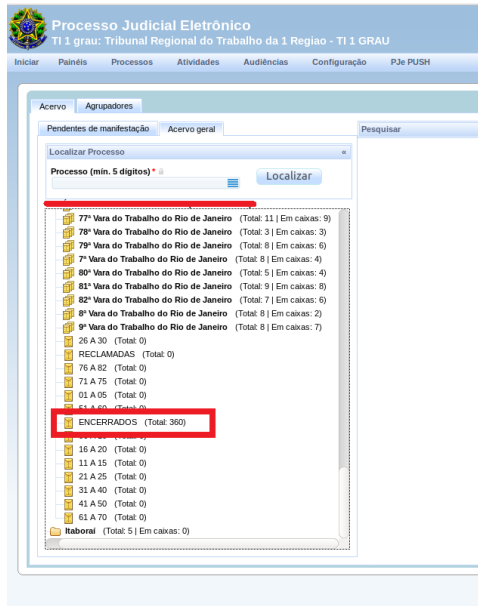 Processo Judicial Eletrônico
TI 1 grau: Tribunal Regional do Trabalho da 1 Regiao - TI 1 GRAU
Iniciar Painéis Processos Atividades Audiências Configuração PJe PUSH
Acervo Agrupadores
Pendentes de manifestação Acervo geral Pesquisar
Localizar Processo «
Processo (mín. 5 dígitos) *
Localizar
77ª Vara do Trabalho do Rio de Janeiro (Total: 11 | Em caixas: 9)
78ª Vara do Trabalho do Rio de Janeiro (Total: 3 | Em caixas: 3)
79ª Vara do Trabalho do Rio de Janeiro (Total: 8 | Em caixas: 6)
7ª Vara do Trabalho do Rio de Janeiro (Total: 8 | Em caixas: 4)
80ª Vara do Trabalho do Rio de Janeiro (Total: 5 | Em caixas: 4)
81ª Vara do Trabalho do Rio de Janeiro (Total: 9 | Em caixas: 8)
82ª Vara do Trabalho do Rio de Janeiro (Total: 7 | Em caixas: 6)
8ª Vara do Trabalho do Rio de Janeiro (Total: 8 | Em caixas: 2)
9ª Vara do Trabalho do Rio de Janeiro (Total: 8 | Em caixas: 7)
26 A 30 (Total: 0)
RECLAMADAS (Total: 0)
76 A 82 (Total: 0)
71 A 75 (Total: 0)
01 A 05 (Total: 0)
51 A 60 (Total: 0)
ENCERRADOS (Total: 360)
16 A 20 (Total: 0)
11 A 15 (Total: 0)
21 A 25 (Total: 0)
31 A 40 (Total: 0)
41 A 50 (Total: 0)
61 A 70 (Total: 0)
Itaboraí (Total: 5 | Em caixas: 0)